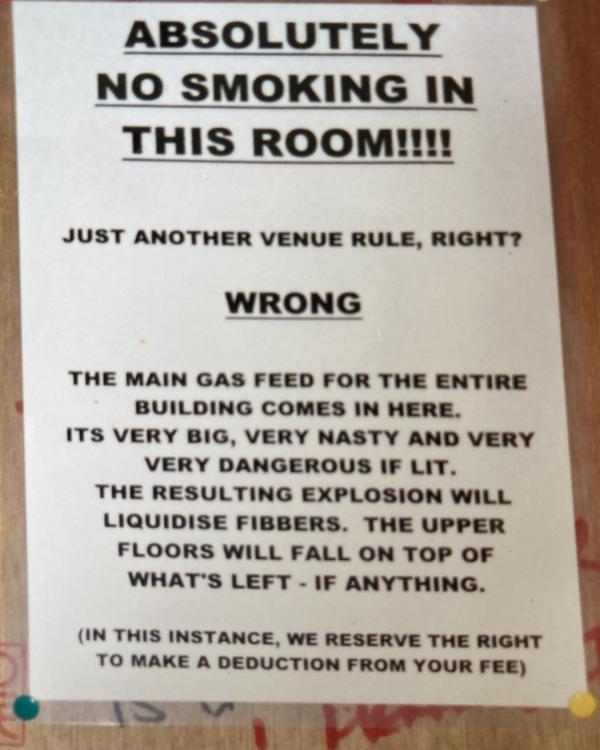 ABSOLUTELY
NO SMOKING IN
THIS ROOM!!!!
JUST ANOTHER VENUE RULE, RIGHT?
WRONG
THE MAIN GAS FEED FOR THE ENTIRE
BUILDING COMES IN HERE.
ITS VERY BIG, VERY NASTY AND VERY
VERY DANGEROUS IF LIT.
THE RESULTING EXPLOSION WILL
LIQUIDISE FIBBERS.  THE UPPER
FLOORS WILL FALL ON TOP OF
WHAT'S LEFT - IF ANYTHING.
(IN THIS INSTANCE, WE RESERVE THE RIGHT
TO MAKE A DEDUCTION FROM YOUR FEE)